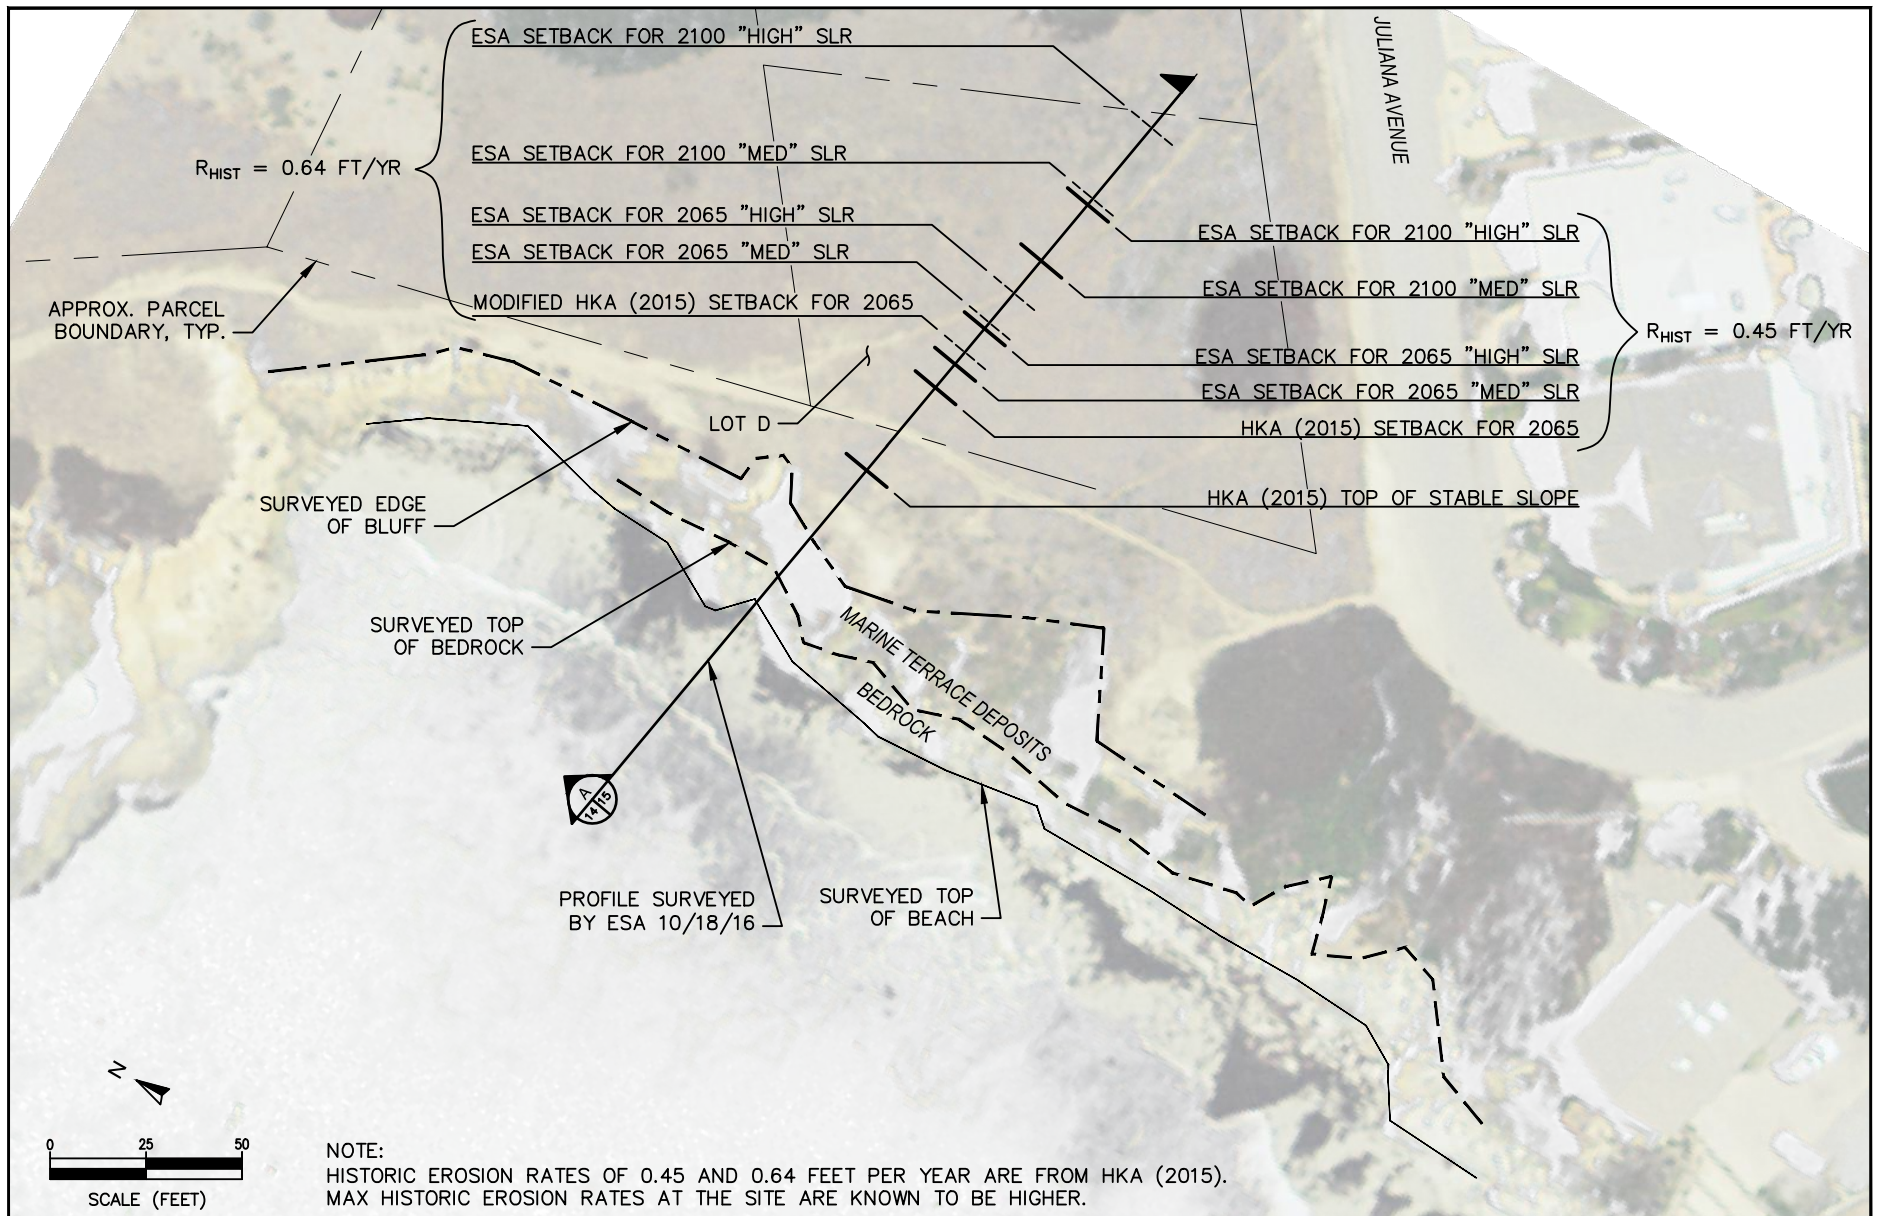 ESA SETBACK FOR 2100 "HIGH" SLR
JULIANA AVENUE
ESA SETBACK FOR 2100 "MED" SLR
RHIST = 0.64 FT/YR
ESA SETBACK FOR 2065 "HIGH" SLR
ESA SETBACK FOR 2065 "MED" SLR
MODIFIED HKA (2015) SETBACK FOR 2065
ESA SETBACK FOR 2100 "HIGH" SLR
ESA SETBACK FOR 2100 "MED" SLR
RHIST = 0.45 FT/YR
ESA SETBACK FOR 2065 "HIGH" SLR
ESA SETBACK FOR 2065 "MED" SLR
HKA (2015) SETBACK FOR 2065
HKA (2015) TOP OF STABLE SLOPE
APPROX. PARCEL
BOUNDARY, TYP.
LOT D
SURVEYED EDGE
OF BLUFF
SURVEYED TOP
OF BEDROCK
MARINE TERRACE DEPOSITS
BEDROCK
A
14 15
PROFILE SURVEYED
BY ESA 10/18/16
SURVEYED TOP
OF BEACH
N
0 25 50
SCALE (FEET)
NOTE:
HISTORIC EROSION RATES OF 0.45 AND 0.64 FEET PER YEAR ARE FROM HKA (2015).
MAX HISTORIC EROSION RATES AT THE SITE ARE KNOWN TO BE HIGHER.